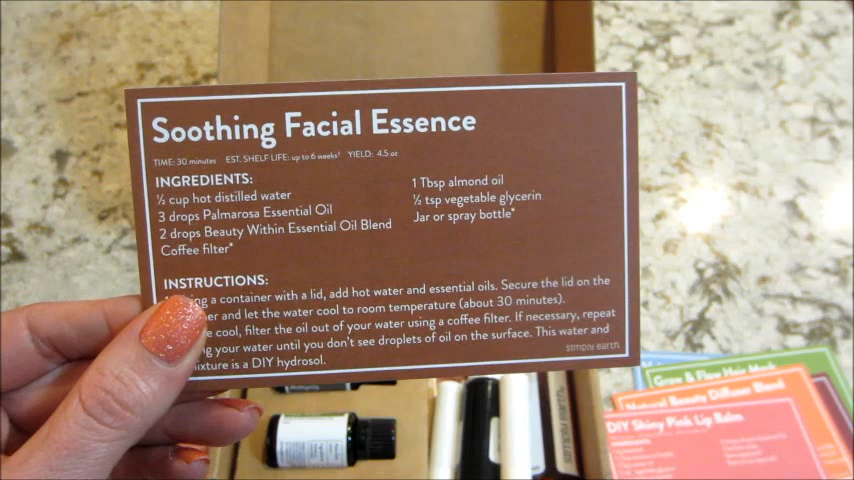 Soothing Facial Essence
TIME: 30 minutes EST. SHELF LIFE: up to 6 weeks† YIELD: 4.5 oz
INGREDIENTS:
½ cup hot distilled water
3 drops Palmarosa Essential Oil
2 drops Beauty Within Essential Oil Blend
Coffee filter*
1 Tbsp almond oil
½ tsp vegetable glycerin
Jar or spray bottle*
INSTRUCTIONS:
a container with a lid, add hot water and essential oils. Secure the lid on the
and let the water cool to room temperature (about 30 minutes).
cool, filter the oil out of your water using a coffee filter. If necessary, repeat
your water until you don't see droplets of oil on the surface. This water and
is a DIY hydrosol.
simply earth
Grow & Flow Hair Mask
Natural Beauty Diffuser Blend
DIY Shiny Pink Lip Balm